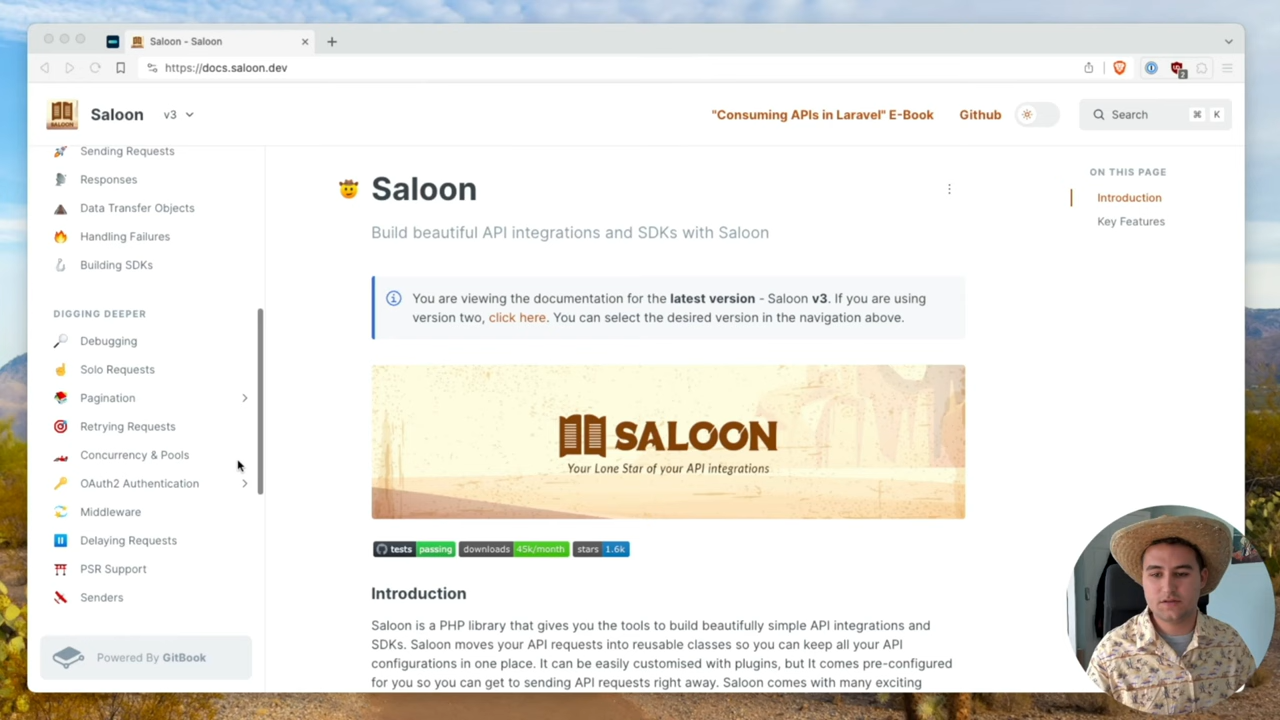 Saloon - Saloon
https://docs.saloon.dev
2
SALOON
Saloon
v3
"Consuming APIs in Laravel" E-Book
Github
Search
⌘ K
Sending Requests
Responses
Data Transfer Objects
Handling Failures
Building SDKs
DIGGING DEEPER
Debugging
Solo Requests
Pagination
Retrying Requests
Concurrency & Pools
OAuth2 Authentication
Middleware
Delaying Requests
PSR Support
Senders
Powered By GitBook
Saloon
Build beautiful API integrations and SDKs with Saloon
You are viewing the documentation for the latest version - Saloon v3. If you are using
version two, click here. You can select the desired version in the navigation above.
SALOON
Your Lone Star of your API integrations
tests passing downloads 45k/month stars 1.6k
Introduction
Saloon is a PHP library that gives you the tools to build beautifully simple API integrations and
SDKs. Saloon moves your API requests into reusable classes so you can keep all your API
configurations in one place. It can be easily customised with plugins, but It comes pre-configured
for you so you can get to sending API requests right away. Saloon comes with many exciting
ON THIS PAGE
Introduction
Key Features